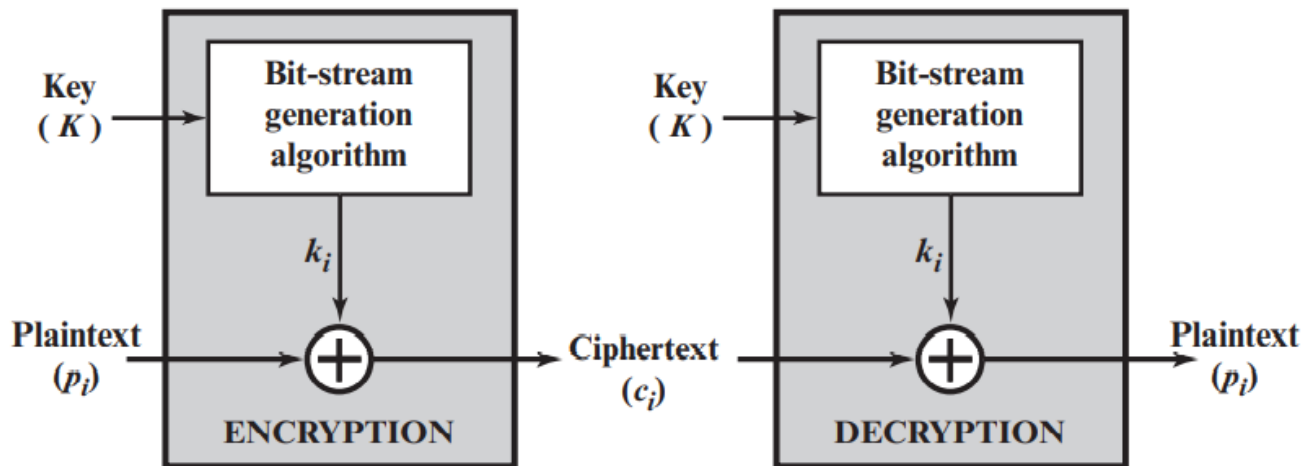 Key
( K )
Bit-stream
generation
algorithm
k_i
Plaintext
(p_i)
ENCRYPTION
Ciphertext
(c_i)
Key
( K )
Bit-stream
generation
algorithm
k_i
Plaintext
(p_i)
DECRYPTION